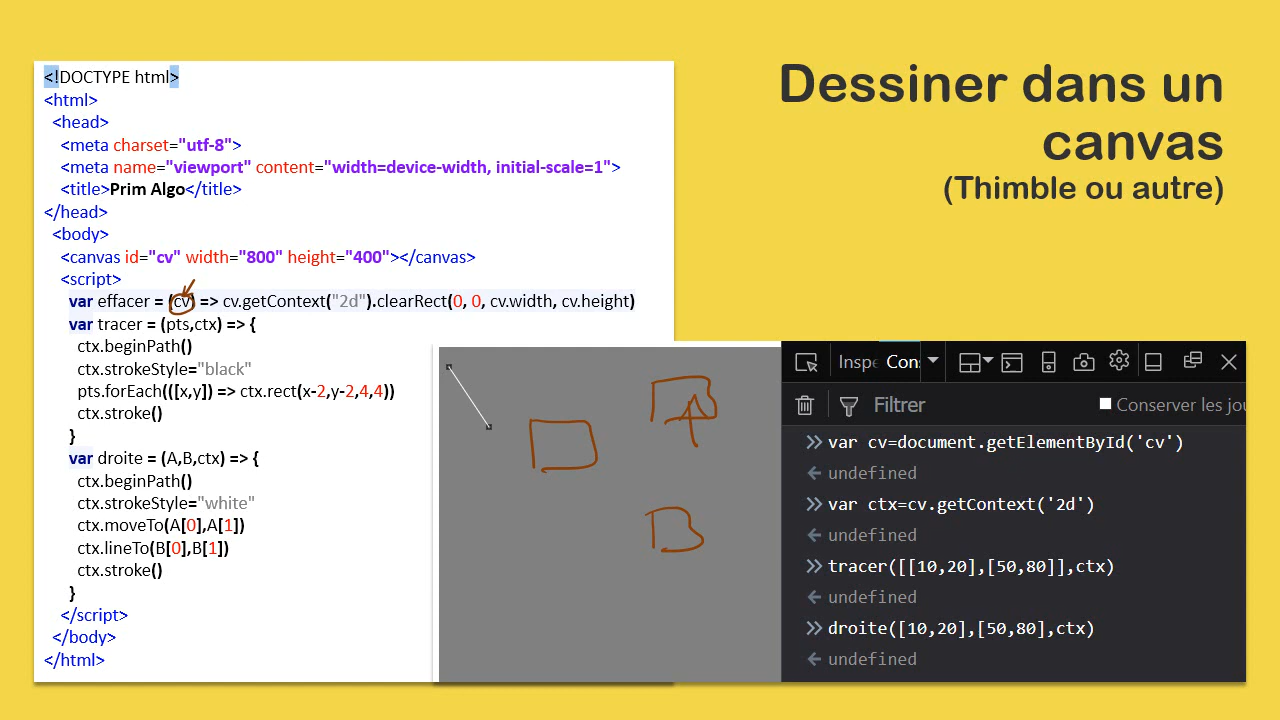 Dessiner dans un
canvas
(Thimble ou autre)
<!DOCTYPE html>
<html>
<head>
<meta charset="utf-8">
<meta name="viewport" content="width=device-width, initial-scale=1">
<title>Prim Algo</title>
</head>
<body>
<canvas id="cv" width="800" height="400"></canvas>
<script>
var effacer = (cv) => cv.getContext("2d").clearRect(0, 0, cv.width, cv.height)
var tracer = (pts,ctx) => {
ctx.beginPath()
ctx.strokeStyle="black"
pts.forEach(([x,y]) => ctx.rect(x-2,y-2,4,4))
ctx.stroke()
}
var droite = (A,B,ctx) => {
ctx.beginPath()
ctx.strokeStyle="white"
ctx.moveTo(A[0],A[1])
ctx.lineTo(B[0],B[1])
ctx.stroke()
}
</script>
</body>
</html>
Inspe Con
Filtrer Conserver les jou
var cv=document.getElementById('cv')
undefined
var ctx=cv.getContext('2d')
undefined
tracer([[10,20],[50,80]],ctx)
undefined
droite([10,20],[50,80],ctx)
undefined